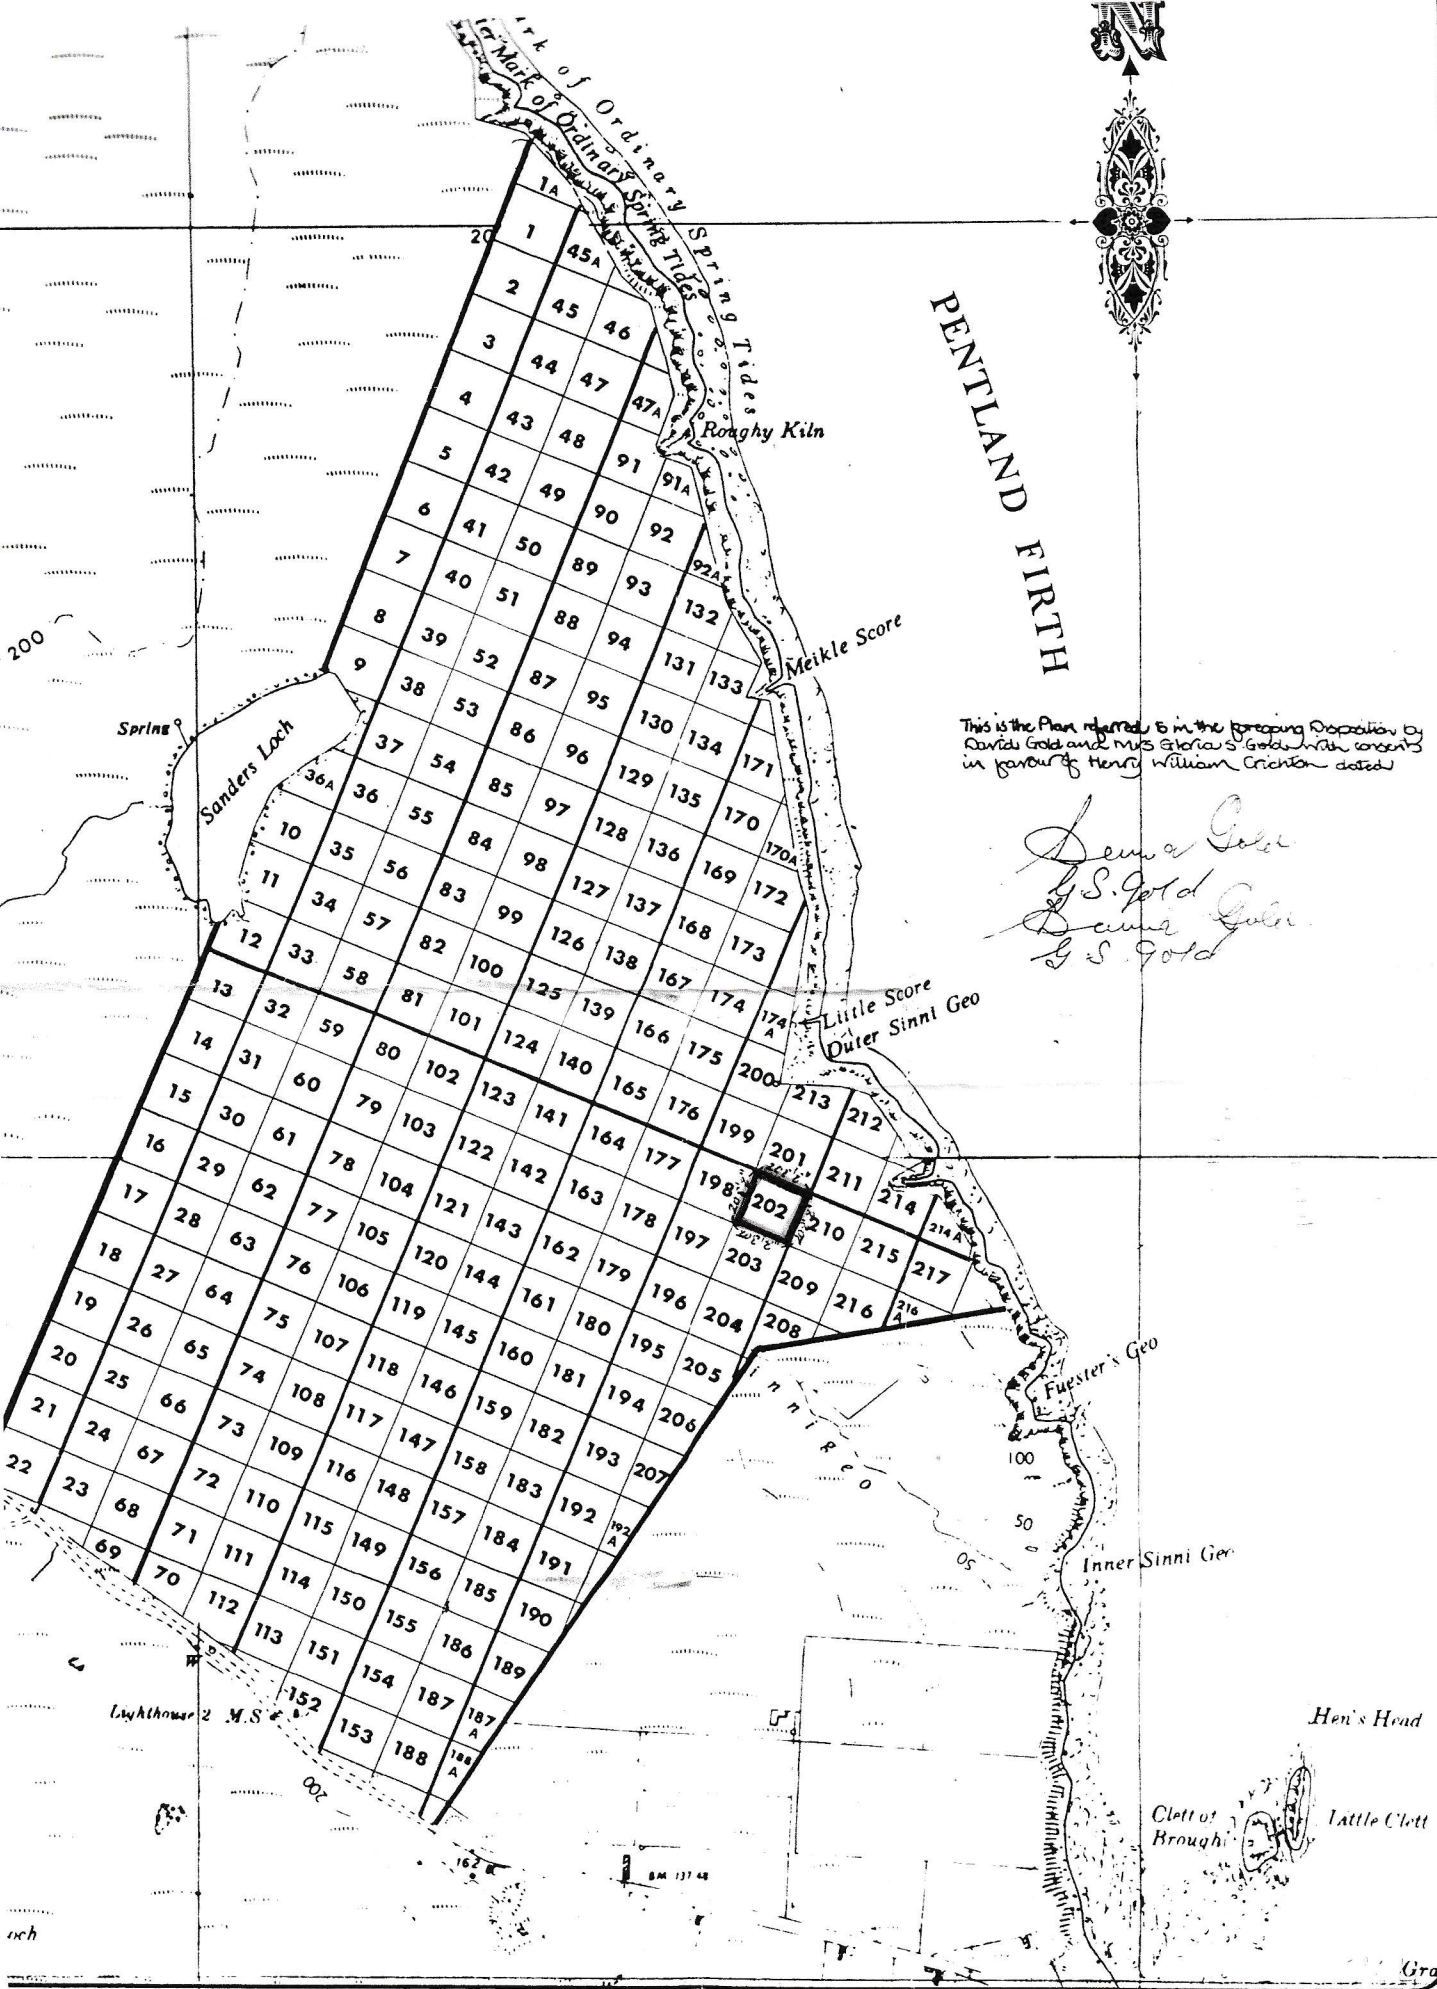 N
Mark of Ordinary Spring Tides
of Ordinary Spring Tides
PENTLAND FIRTH
Roughy Kiln
Meikle Score
200
Spring
Sanders Loch
This is the Plan referred to in the foregoing Disposition by
David Gold and Mrs Gloria S Gold with consents
in favour of Henry William Crichton dated
G.S. Gold
G.S. Gold
Little Score
Outer Sinni Geo
20
1A
1 45A
2 45 46
3 44 47 47A
4 43 48 91 91A
5 42 49 90 92 92A
6 41 50 89 93 132
7 40 51 88 94 131 133
8 39 52 87 95 130 134 171
9 38 53 86 96 129 135 170 170A
37 54 85 97 128 136 169 172
36A 36 55 84 98 127 137 168 173
10 35 56 83 99 126 138 167 174 174A
11 34 57 82 100 125 139 166 175 200 213 212
12 33 58 81 101 124 140 165 176 199 201 211 214 214A
13 32 59 80 102 123 141 164 177 198 202 210 215 217
14 31 60 79 103 122 142 163 178 197 203 209 216 216A
15 30 61 78 104 121 143 162 179 196 204 208
16 29 62 77 105 120 144 161 180 195 205
17 28 63 76 106 119 145 160 181 194 206
18 27 64 75 107 118 146 159 182 193 207
19 26 65 74 108 117 147 158 183 192 192A
20 25 66 73 109 116 148 157 184 191
21 24 67 72 110 115 149 156 185 190
22 23 68 71 111 114 150 155 186 189
69 70 112 113 151 154 187 187A
152 153 188 188A
inni Geo
Fuester's Geo
100
50
50
Inner Sinni Geo
Lighthouse 2 M.S
200
Hen's Head
Clett of
Brough
Little Clett
162
BM 137.48
och
Gra